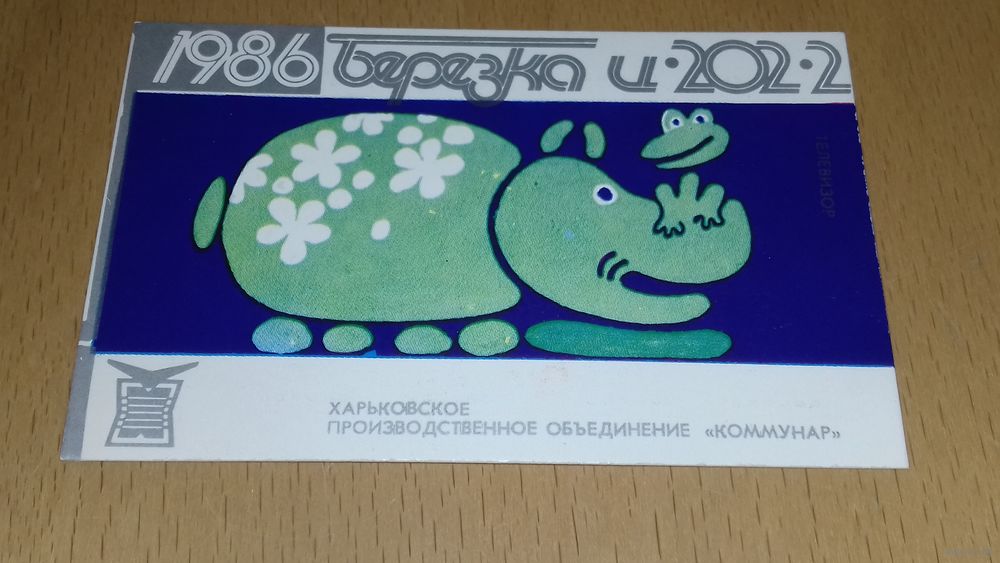 1986 Березка ц·202·2
ТЕЛЕВИЗОР
ХАРЬКОВСКОЕ
ПРОИЗВОДСТВЕННОЕ ОБЪЕДИНЕНИЕ «КОММУНАР»